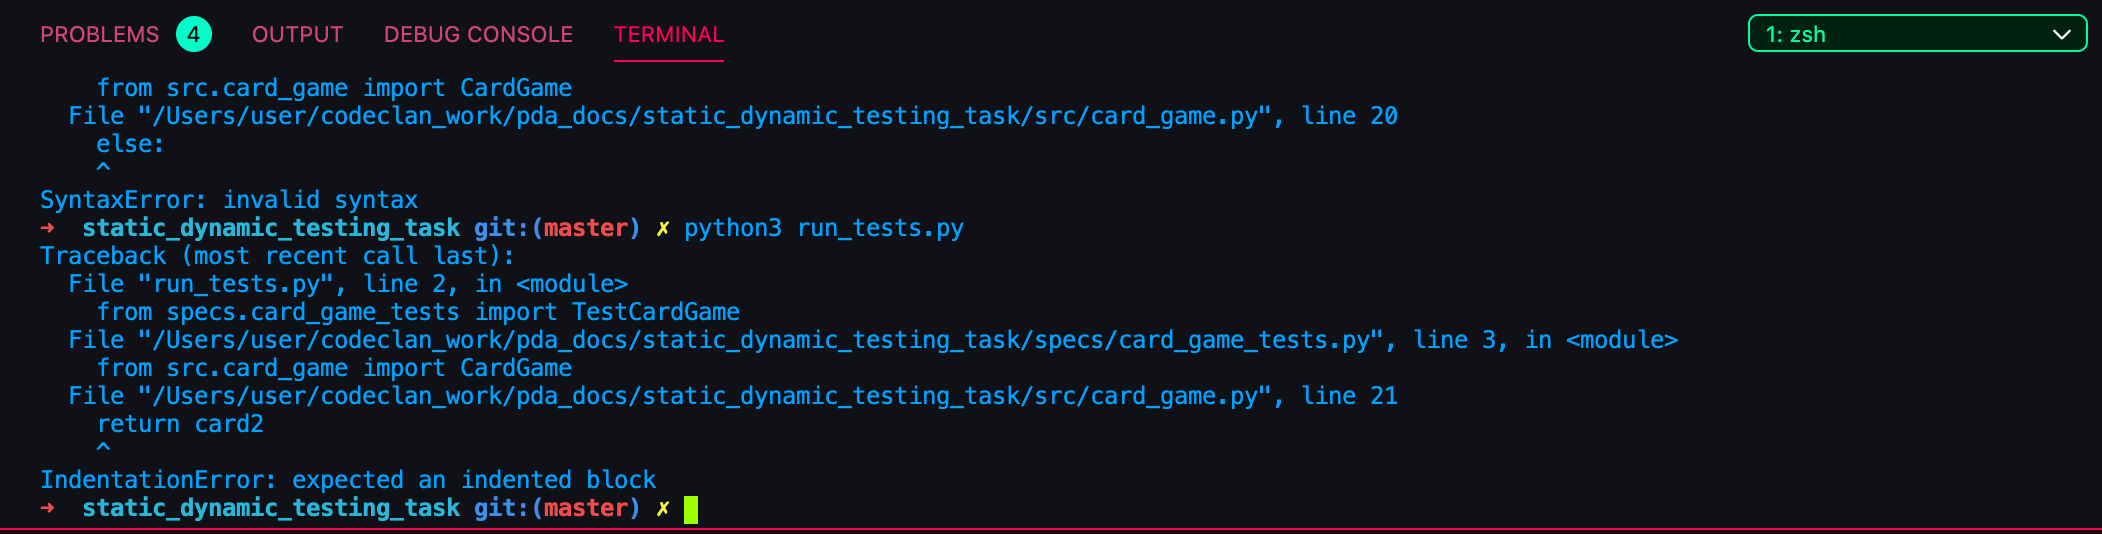 PROBLEMS 4 OUTPUT DEBUG CONSOLE TERMINAL 1: zsh
from src.card_game import CardGame
File "/Users/user/codeclan_work/pda_docs/static_dynamic_testing_task/src/card_game.py", line 20
else:
^
SyntaxError: invalid syntax
➜ static_dynamic_testing_task git:(master) ✗ python3 run_tests.py
Traceback (most recent call last):
File "run_tests.py", line 2, in <module>
from specs.card_game_tests import TestCardGame
File "/Users/user/codeclan_work/pda_docs/static_dynamic_testing_task/specs/card_game_tests.py", line 3, in <module>
from src.card_game import CardGame
File "/Users/user/codeclan_work/pda_docs/static_dynamic_testing_task/src/card_game.py", line 21
return card2
^
IndentationError: expected an indented block
➜ static_dynamic_testing_task git:(master) ✗